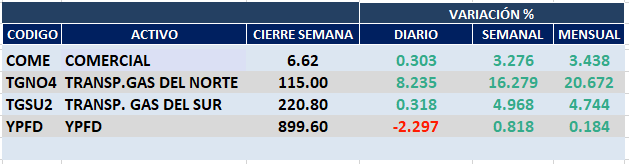 VARIACIÓN %
CODIGO ACTIVO CIERRE SEMANA DIARIO SEMANAL MENSUAL
COME COMERCIAL 6.62 0.303 3.276 3.438
TGNO4 TRANSP.GAS DEL NORTE 115.00 8.235 16.279 20.672
TGSU2 TRANSP. GAS DEL SUR 220.80 0.318 4.968 4.744
YPFD YPFD 899.60 -2.297 0.818 0.184